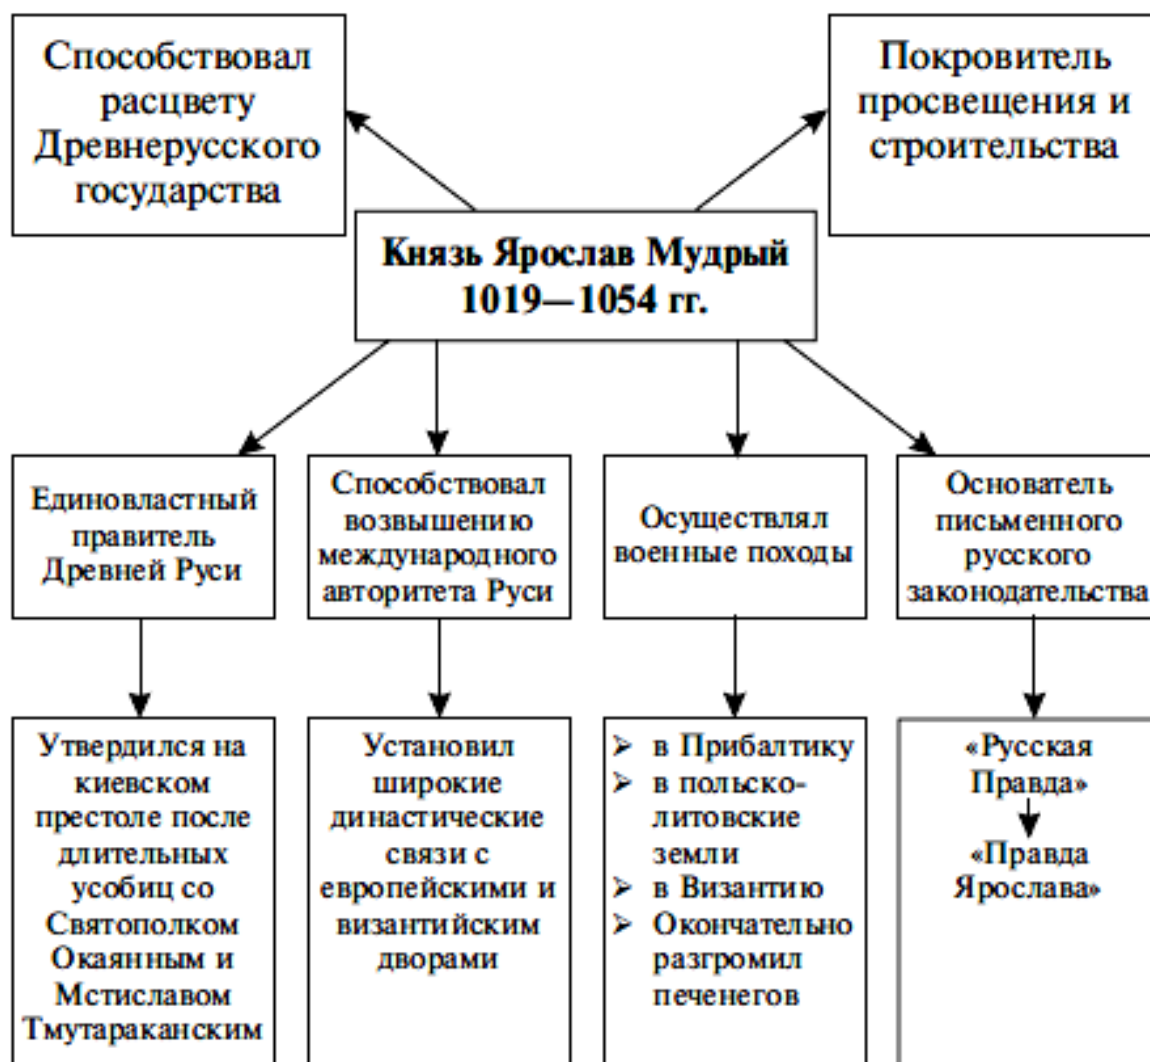 Способствовал
расцвету
Древнерусского
государства
Покровитель
просвещения и
строительства
Князь Ярослав Мудрый
1019—1054 гг.
Единовластный
правитель
Древней Руси
Способствовал
возвышению
международного
авторитета Руси
Осуществлял
военные походы
Основатель
письменного
русского
законодательства
Утвердился на
киевском
престоле после
длительных
усобиц со
Святополком
Окаянным и
Мстиславом
Тмутараканским
Установил
широкие
династические
связи с
европейскими и
византийским
дворами
➢ в Прибалтику
➢ в польско-
литовские
земли
➢ в Византию
➢ Окончательно
разгромил
печенегов
«Русская
Правда»
«Правда
Ярослава»